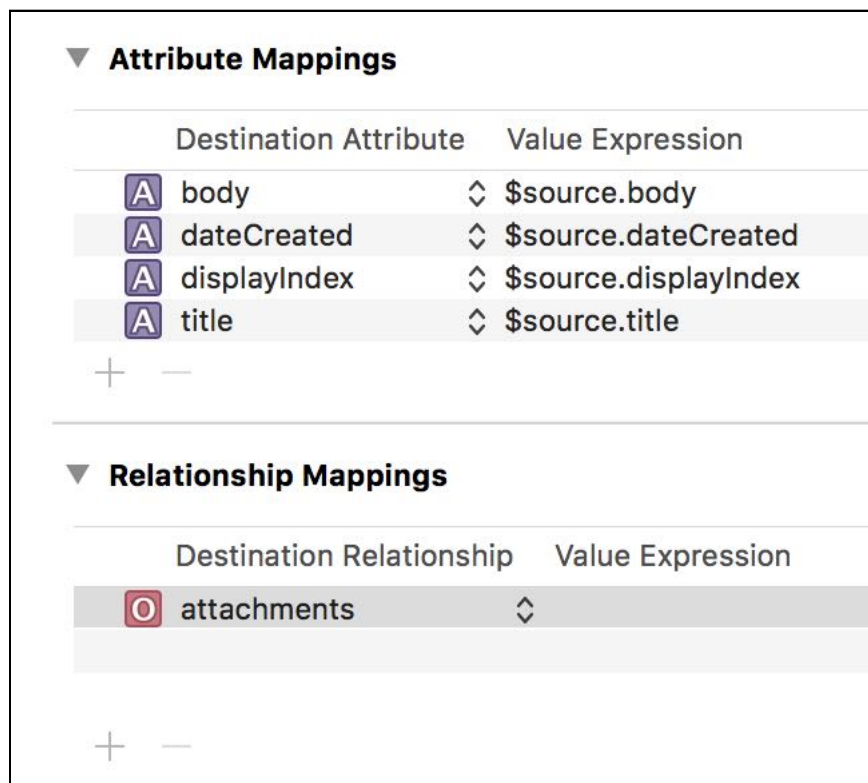 Attribute Mappings
Destination Attribute Value Expression
A body $source.body
A dateCreated $source.dateCreated
A displayIndex $source.displayIndex
A title $source.title
Relationship Mappings
Destination Relationship Value Expression
O attachments